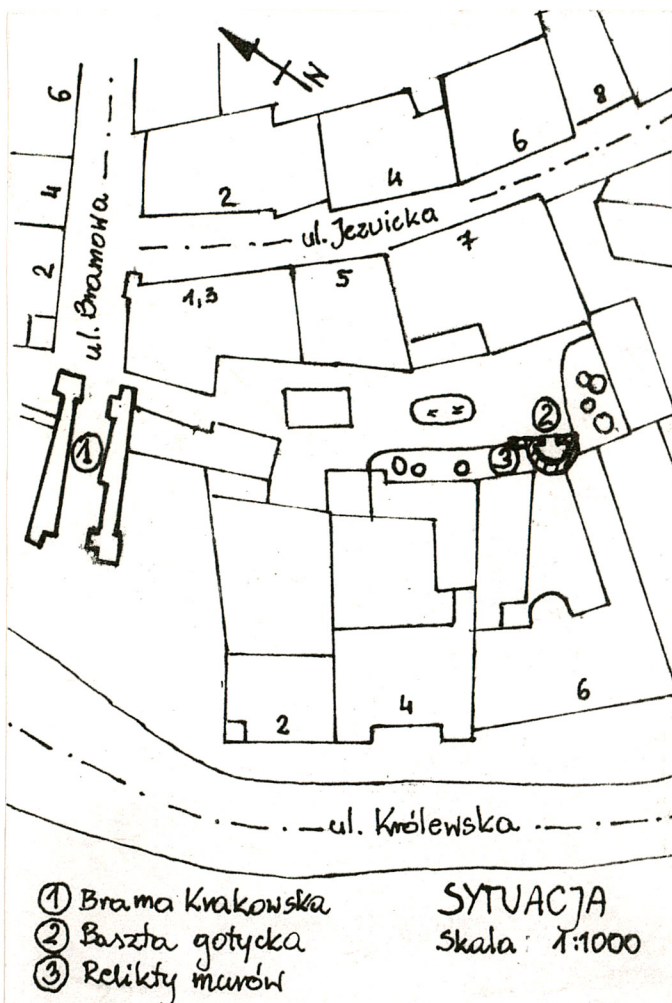 N
6
4
2
ul. Bramowa
2
4
6
8
ul. Jezuicka
1,3
5
7
1
2
3
2
4
6
ul. Królewska
1 Brama Krakowska
2 Baszta gotycka
3 Relikty murów
SYTUACJA
Skala: 1:1000